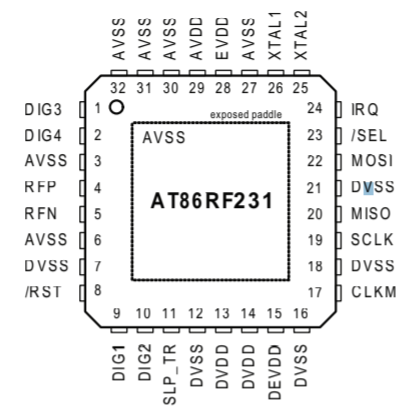 AVSS AVSS AVSS AVDD EVDD AVSS XTAL1 XTAL2
32 31 30 29 28 27 26 25
exposed paddle
DIG3 1 24 IRQ
DIG4 2 AVSS 23 /SEL
AVSS 3 22 MOSI
RFP 4 AT86RF231 21 DVSS
RFN 5 20 MISO
AVSS 6 19 SCLK
DVSS 7 18 DVSS
/RST 8 17 CLKM
9 10 11 12 13 14 15 16
DIG1 DIG2 SLP_TR DVSS DVDD DVDD DEVDD DVSS